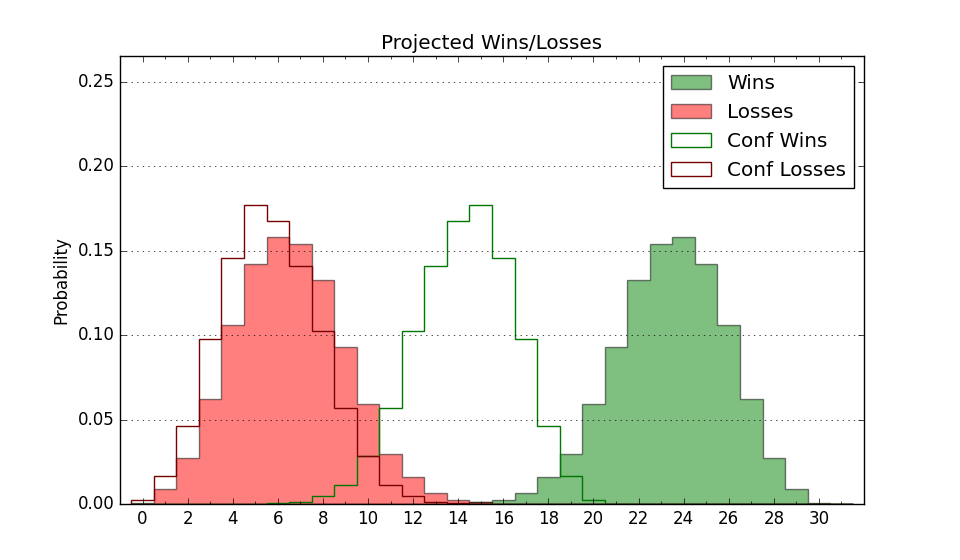 Projected Wins/Losses
Probability
0.25
0.20
0.15
0.10
0.05
0.00
0 2 4 6 8 10 12 14 16 18 20 22 24 26 28 30
Wins
Losses
Conf Wins
Conf Losses